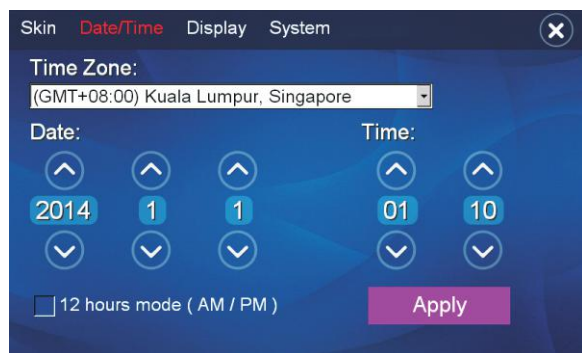 Skin Date/Time Display System
Time Zone:
(GMT+08:00) Kuala Lumpur, Singapore
Date: Time:
2014 1 1 01 10
12 hours mode ( AM / PM ) Apply